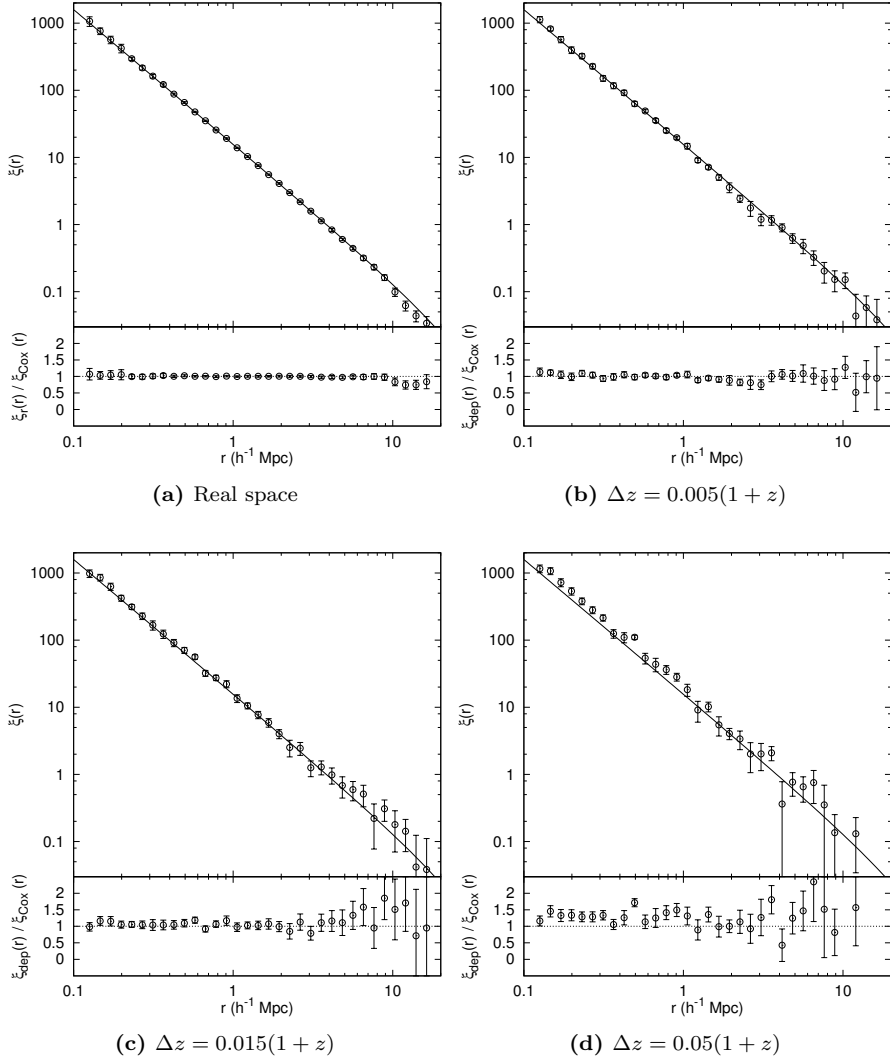 1000
100
10
1
0.1
ξ(r)
2
1.5
1
0.5
0
ξr(r) / ξCox (r)
0.1 1 10
r (h-1 Mpc)
(a) Real space
1000
100
10
1
0.1
ξ(r)
2
1.5
1
0.5
0
ξdep(r) / ξCox (r)
0.1 1 10
r (h-1 Mpc)
(b) Δz = 0.005(1 + z)
1000
100
10
1
0.1
ξ(r)
2
1.5
1
0.5
0
ξdep(r) / ξCox (r)
0.1 1 10
r (h-1 Mpc)
(c) Δz = 0.015(1 + z)
1000
100
10
1
0.1
ξ(r)
2
1.5
1
0.5
0
ξdep(r) / ξCox (r)
0.1 1 10
r (h-1 Mpc)
(d) Δz = 0.05(1 + z)